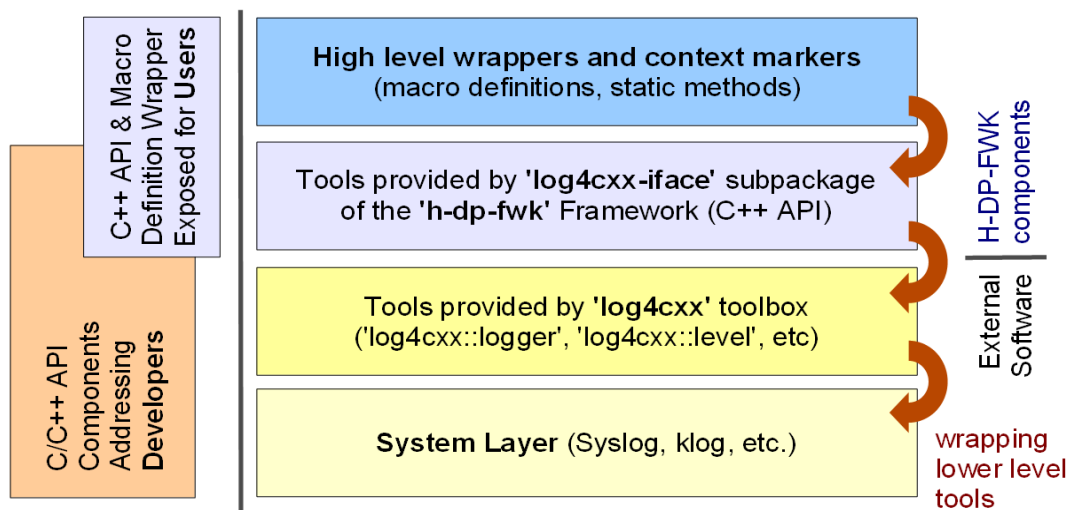 C++ API & Macro
Definition Wrapper
Exposed for Users
C/C++ API
Components
Addressing
Developers
High level wrappers and context markers
(macro definitions, static methods)
Tools provided by 'log4cxx-iface' subpackage
of the 'h-dp-fwk' Framework (C++ API)
Tools provided by 'log4cxx' toolbox
('log4cxx::logger', 'log4cxx::level', etc)
System Layer (Syslog, klog, etc.)
H-DP-FWK
components
External
Software
wrapping
lower level
tools